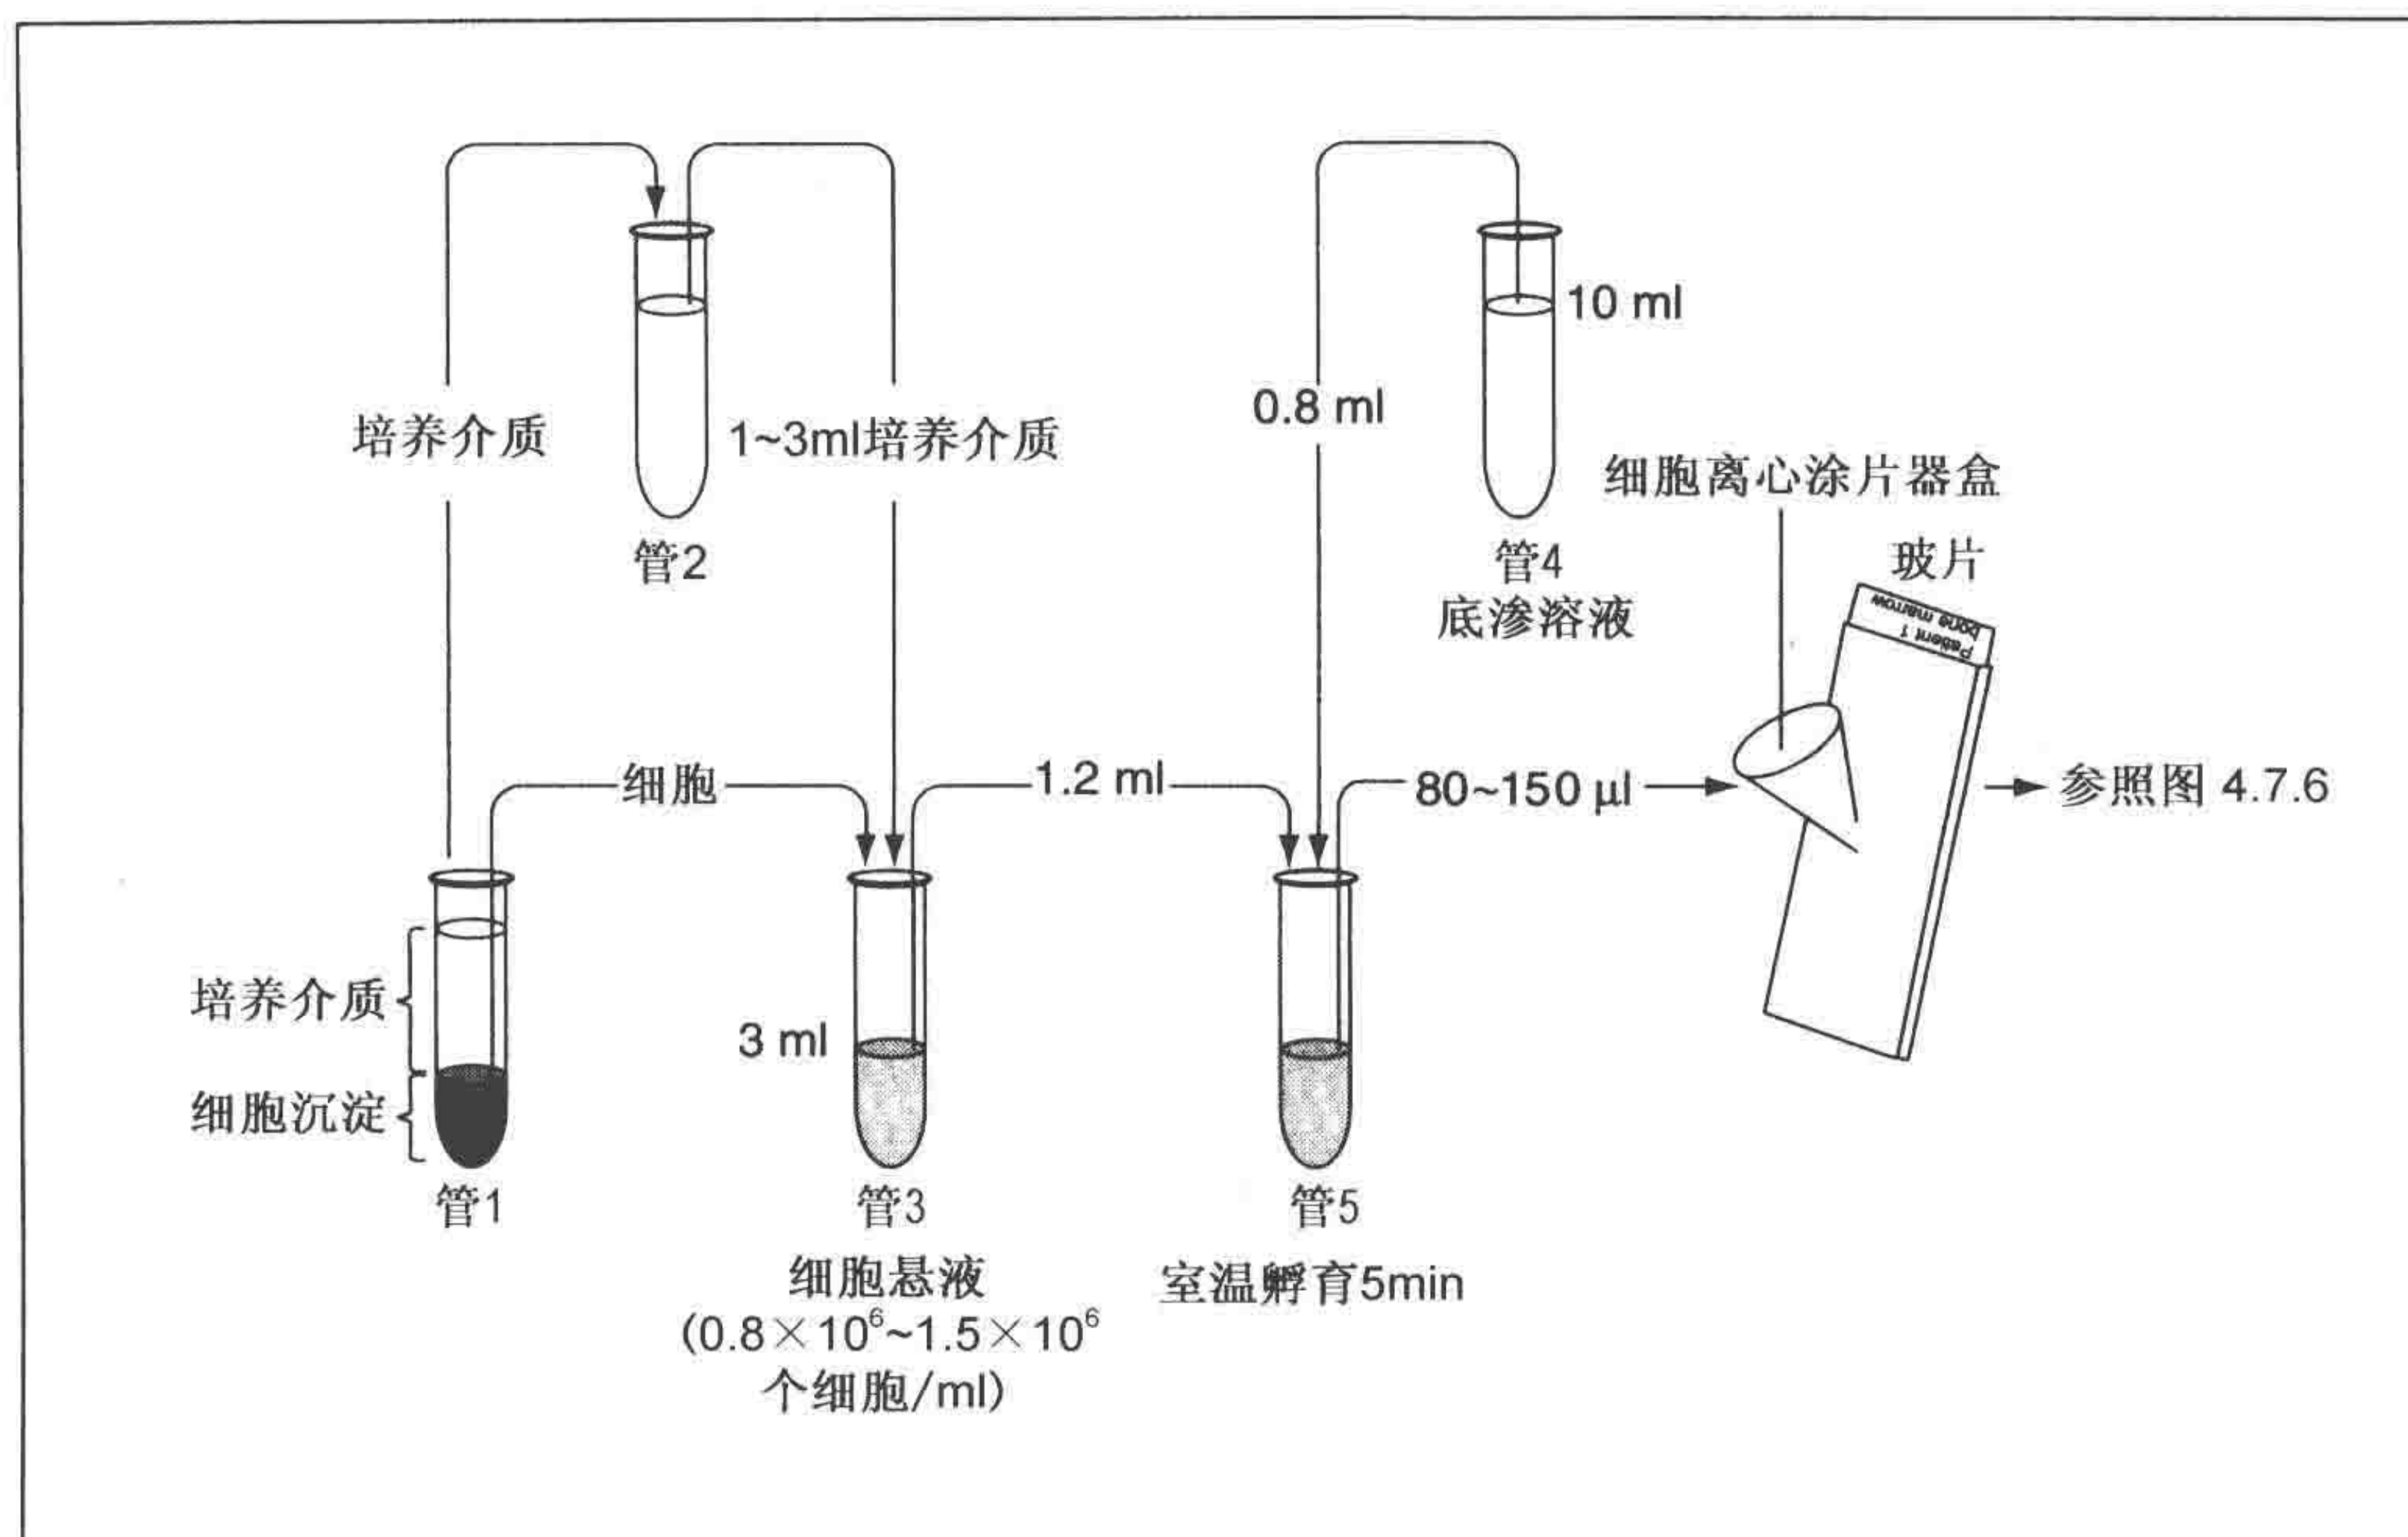 10 ml
0.8 ml
培养介质
1~3ml培养介质
细胞离心涂片器盒
管2
管4
底渗溶液
玻片
Patient 1
bone marrow
细胞
1.2 ml
80~150 μl
参照图 4.7.6
培养介质
3 ml
细胞沉淀
管1
管3
管5
细胞悬液
(0.8×10⁶~1.5×10⁶
个细胞/ml)
室温孵育5min